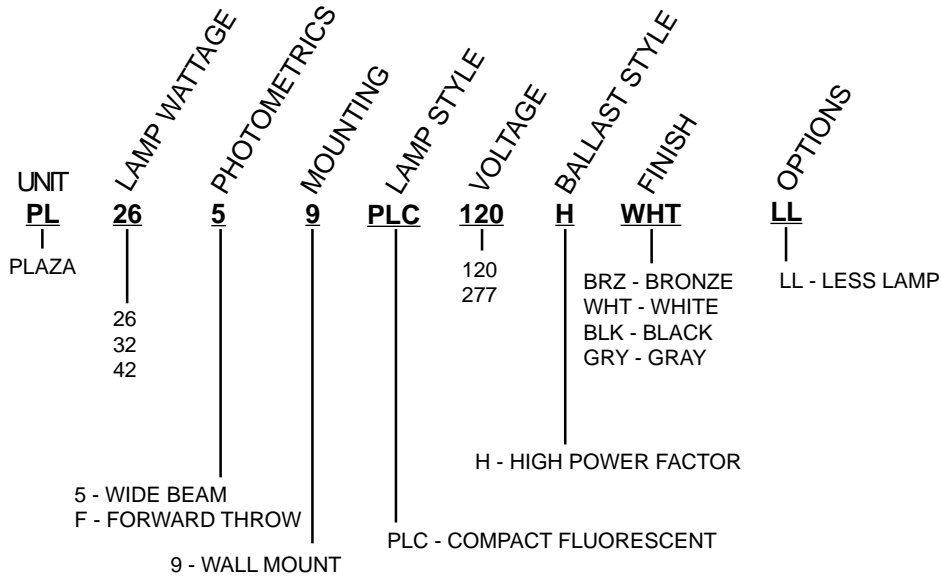 UNIT
LAMP WATTAGE
PHOTOMETRICS
MOUNTING
LAMP STYLE
VOLTAGE
BALLAST STYLE
FINISH
OPTIONS
PL 26 5 9 PLC 120 H WHT LL
PLAZA
26
32
42
5 - WIDE BEAM
F - FORWARD THROW
9 - WALL MOUNT
PLC - COMPACT FLUORESCENT
120
277
H - HIGH POWER FACTOR
BRZ - BRONZE
WHT - WHITE
BLK - BLACK
GRY - GRAY
LL - LESS LAMP